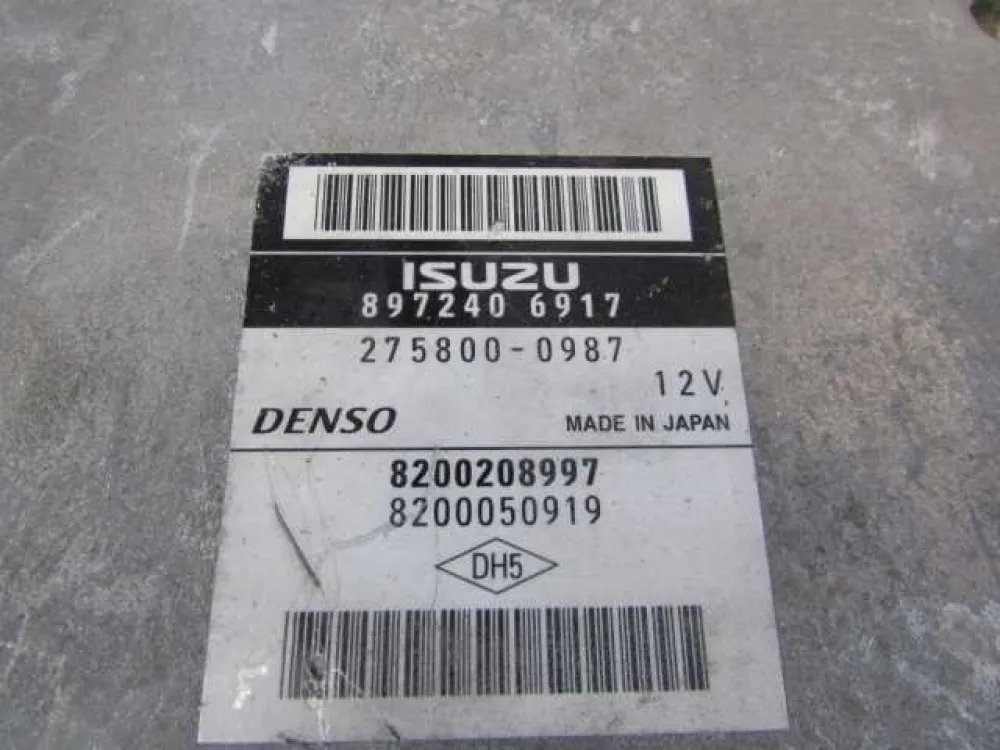 ISUZU
897240 6917
275800-0987
12V
DENSO MADE IN JAPAN
8200208997
8200050919
DH5